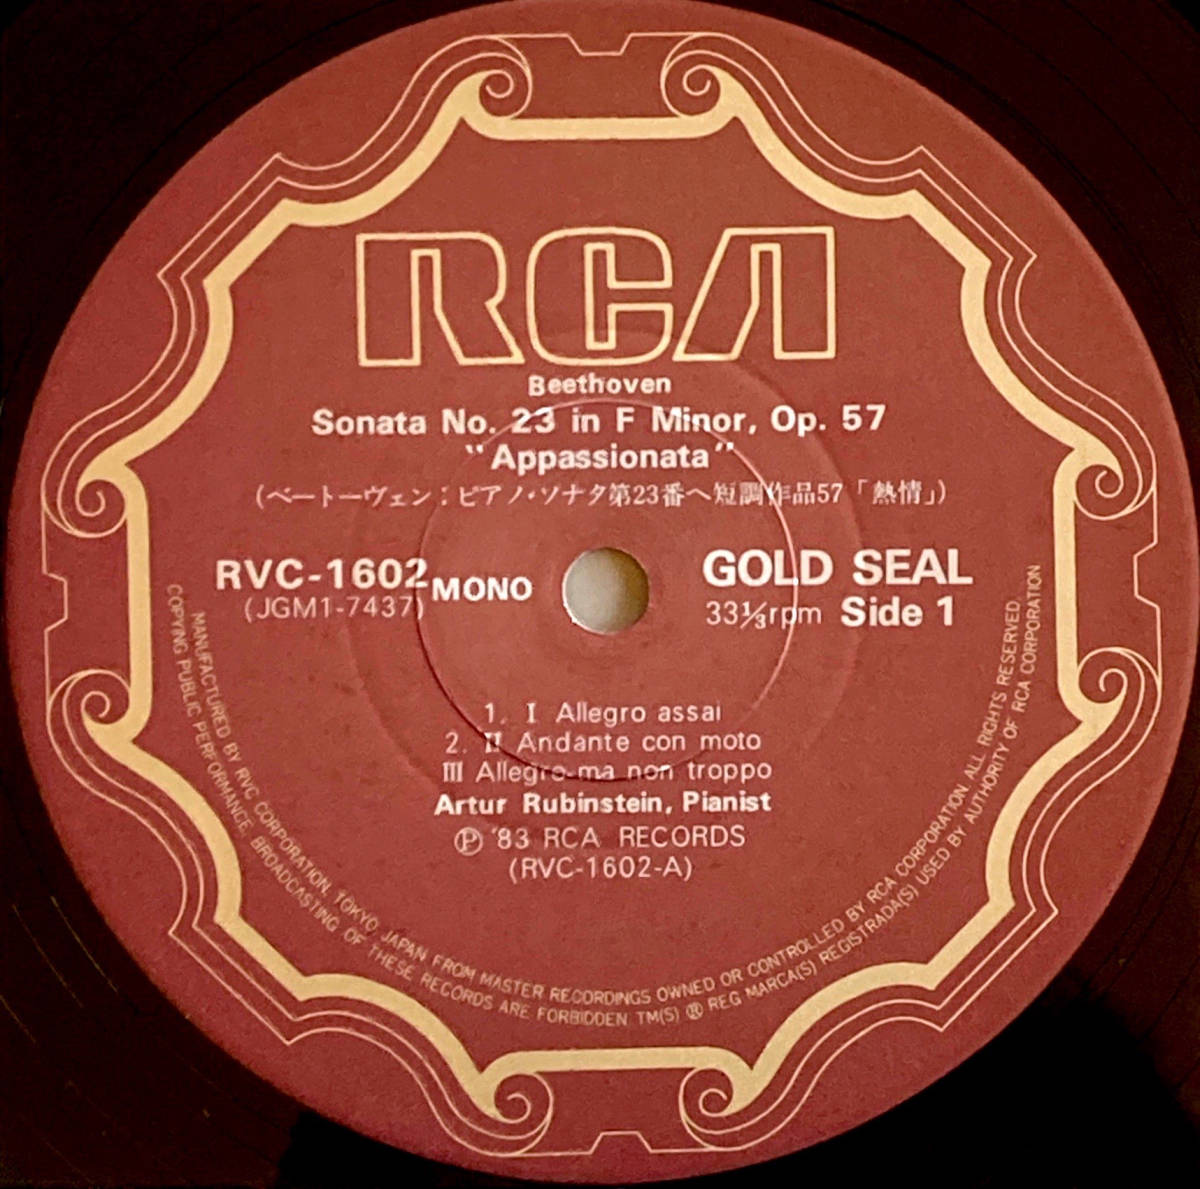 RCA
Beethoven
Sonata No. 23 in F Minor, Op. 57
"Appassionata"
(ベートーヴェン：ピアノ・ソナタ第23番ヘ短調作品57「熱情」)
RVC-1602 MONO
(JGM1-7437)
GOLD SEAL
33⅓rpm Side 1
1. I Allegro assai
2. II Andante con moto
III Allegro ma non troppo
Artur Rubinstein, Pianist
Ⓟ '83 RCA RECORDS
(RVC-1602-A)
MANUFACTURED BY RVC CORPORATION, TOKYO JAPAN FROM MASTER RECORDINGS OWNED OR CONTROLLED BY RCA CORPORATION. ALL RIGHTS RESERVED.
COPYING PUBLIC PERFORMANCE, BROADCASTING OF THESE RECORDS ARE FORBIDDEN TM(S) ® REG MARCA(S) REGISTRADA(S) USED BY AUTHORITY OF RCA CORPORATION